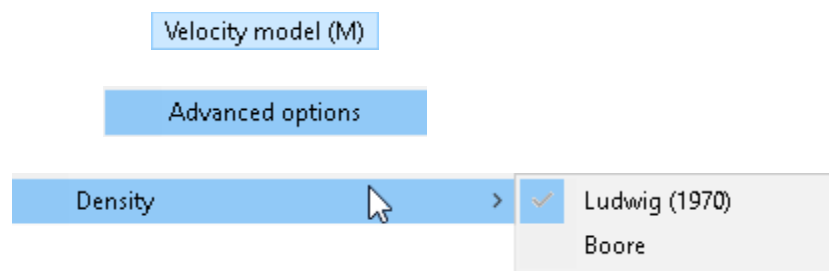 Velocity model (M)
Advanced options
Density
Ludwig (1970)
Boore